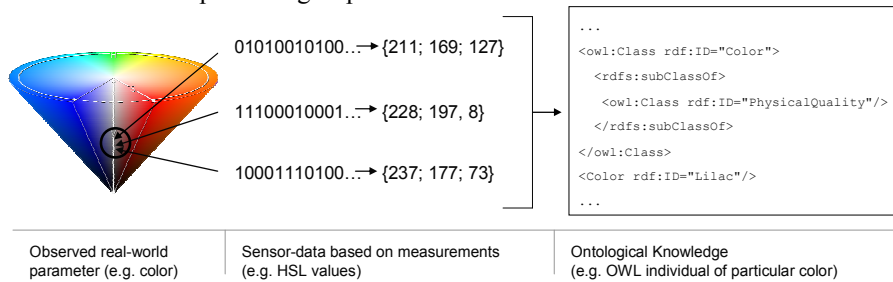 01010010100… {211; 169; 127}
11100010001… {228; 197, 8}
10001110100… {237; 177; 73}
...
<owl:Class rdf:ID="Color">
<rdfs:subClassOf>
<owl:Class rdf:ID="PhysicalQuality"/>
</rdfs:subClassOf>
</owl:Class>
<Color rdf:ID="Lilac"/>
...
Observed real-world
parameter (e.g. color)
Sensor-data based on measurements
(e.g. HSL values)
Ontological Knowledge
(e.g. OWL individual of particular color)